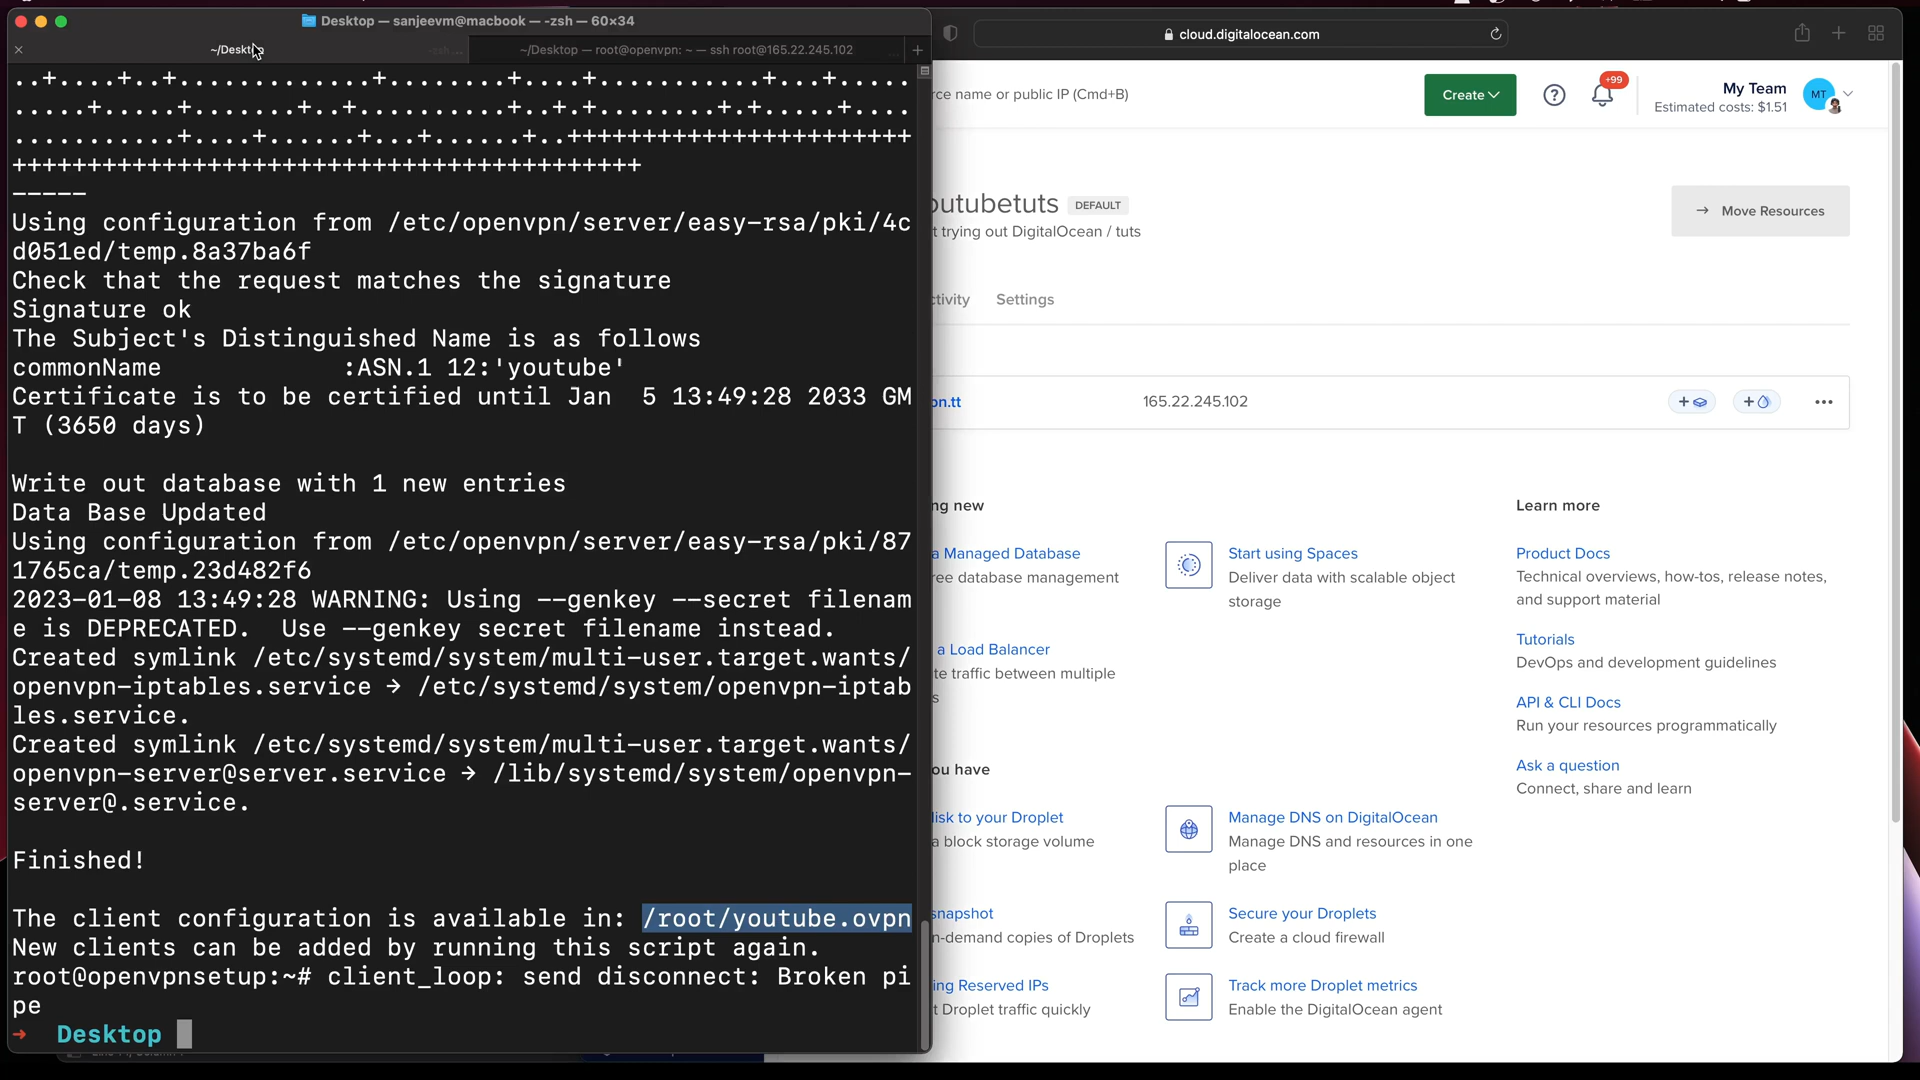 Desktop — sanjeevm@macbook — -zsh — 60×34
~/Desktop
-zsh...
~/Desktop — root@openvpn: ~ — ssh root@165.22.245.102
..+....+..+.............+........+....+............+...+.....
.....+.....+.......+..+..........+..+.+........+.+.....+....
...........+....+......+...+......+..+++++++++++++++++++++++
++++++++++++++++++++++++++++++++++++++++++
-----
Using configuration from /etc/openvpn/server/easy-rsa/pki/4c
d051ed/temp.8a37ba6f
Check that the request matches the signature
Signature ok
The Subject's Distinguished Name is as follows
commonName            :ASN.1 12:'youtube'
Certificate is to be certified until Jan  5 13:49:28 2033 GM
T (3650 days)
Write out database with 1 new entries
Data Base Updated
Using configuration from /etc/openvpn/server/easy-rsa/pki/87
1765ca/temp.23d482f6
2023-01-08 13:49:28 WARNING: Using --genkey --secret filenam
e is DEPRECATED.  Use --genkey secret filename instead.
Created symlink /etc/systemd/system/multi-user.target.wants/
openvpn-iptables.service → /etc/systemd/system/openvpn-iptab
les.service.
Created symlink /etc/systemd/system/multi-user.target.wants/
openvpn-server@server.service → /lib/systemd/system/openvpn-
server@.service.
Finished!
The client configuration is available in: /root/youtube.ovpn
New clients can be added by running this script again.
root@openvpnsetup:~# client_loop: send disconnect: Broken pi
pe
➜  Desktop
cloud.digitalocean.com
rce name or public IP (Cmd+B)
Create
+99
My Team
Estimated costs: $1.51
MT
outubetuts
DEFAULT
t trying out DigitalOcean / tuts
→ Move Resources
ctivity
Settings
on.tt
165.22.245.102
ng new
a Managed Database
ree database management
Start using Spaces
Deliver data with scalable object
storage
a Load Balancer
te traffic between multiple
s
ou have
isk to your Droplet
a block storage volume
Manage DNS on DigitalOcean
Manage DNS and resources in one
place
snapshot
n-demand copies of Droplets
Secure your Droplets
Create a cloud firewall
ing Reserved IPs
t Droplet traffic quickly
Track more Droplet metrics
Enable the DigitalOcean agent
Learn more
Product Docs
Technical overviews, how-tos, release notes,
and support material
Tutorials
DevOps and development guidelines
API & CLI Docs
Run your resources programmatically
Ask a question
Connect, share and learn